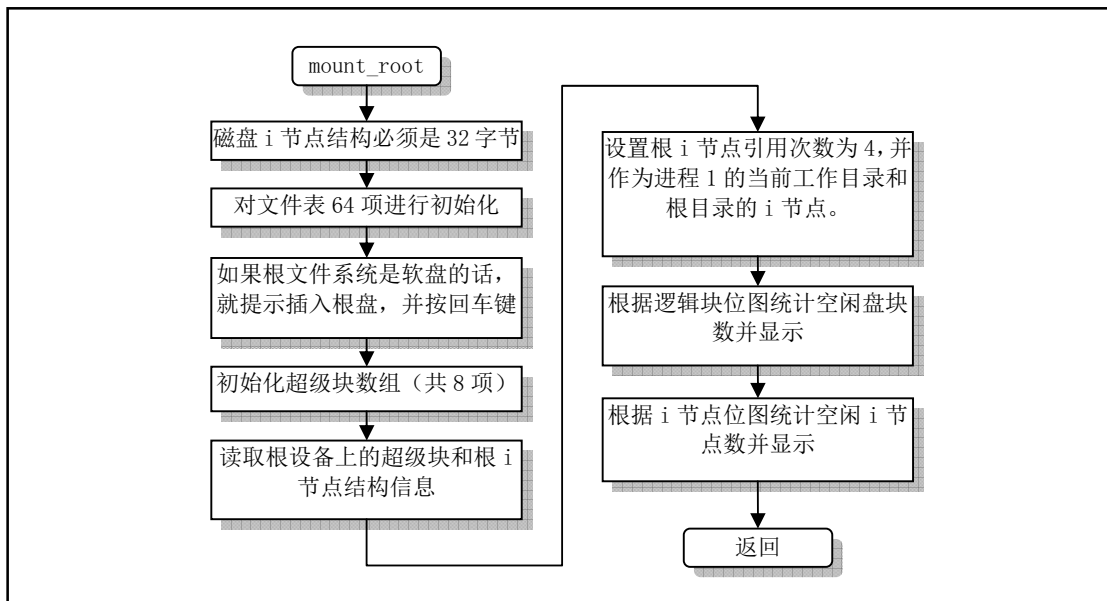 mount_root
磁盘 i 节点结构必须是 32 字节
对文件表 64 项进行初始化
如果根文件系统是软盘的话，
就提示插入根盘，并按回车键
初始化超级块数组（共 8 项）
读取根设备上的超级块和根 i
节点结构信息
设置根 i 节点引用次数为 4，并
作为进程 1 的当前工作目录和
根目录的 i 节点。
根据逻辑块位图统计空闲盘块
数并显示
根据 i 节点位图统计空闲 i 节
点数并显示
返回